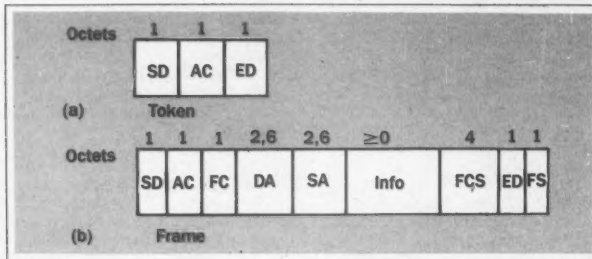 Octets 1 1 1
SD AC ED
(a) Token
Octets 1 1 1 2,6 2,6 ≥0 4 1 1
SD AC FC DA SA Info FCS ED FS
(b) Frame